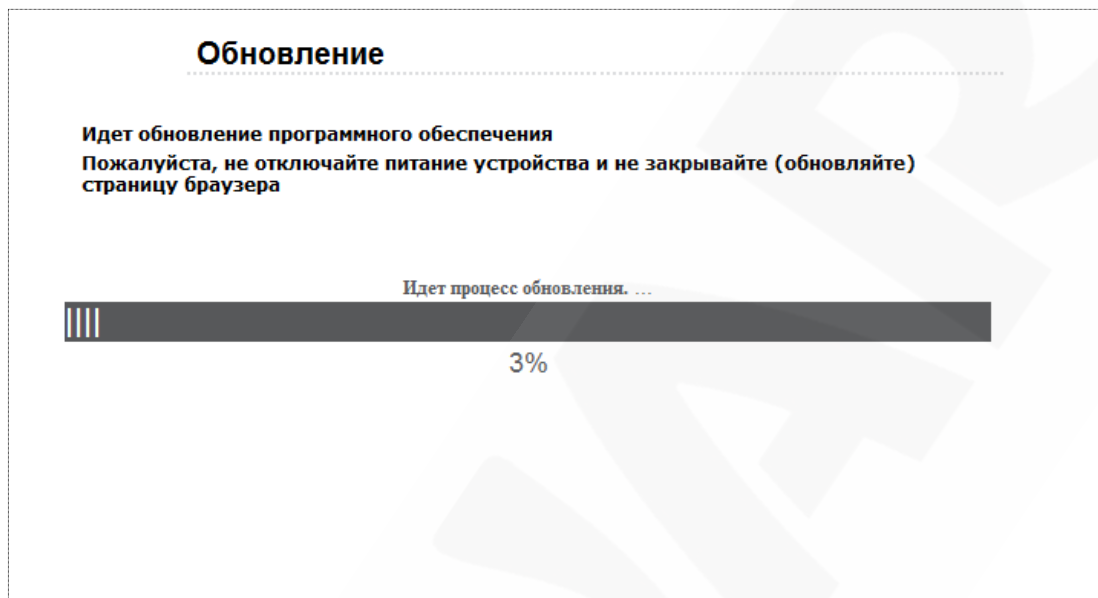 Обновление
Идет обновление программного обеспечения
Пожалуйста, не отключайте питание устройства и не закрывайте (обновляйте)
страницу браузера
Идет процесс обновления. ...
3%